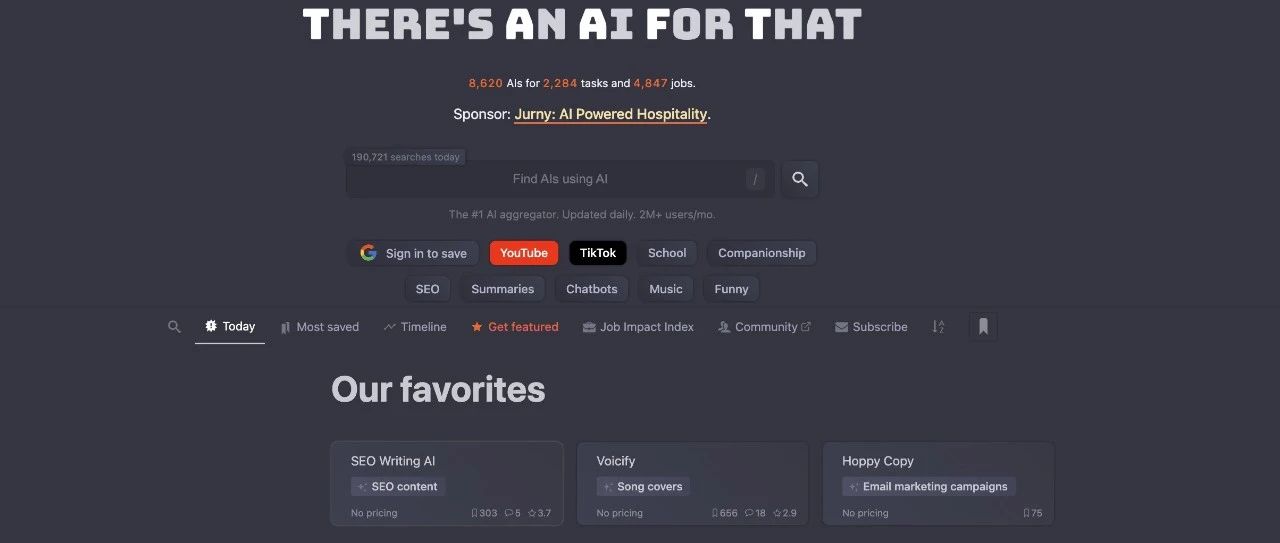 THERE'S AN AI FOR THAT
8,620 AIs for 2,284 tasks and 4,847 jobs.
Sponsor: Jurny: AI Powered Hospitality.
190,721 searches today
Find AIs using AI /
The #1 AI aggregator. Updated daily. 2M+ users/mo.
Sign in to save YouTube TikTok School Companionship
SEO Summaries Chatbots Music Funny
Today Most saved Timeline Get featured Job Impact Index Community Subscribe
Our favorites
SEO Writing AI Voicify Hoppy Copy
SEO content Song covers Email marketing campaigns
No pricing 303 5 3.7 No pricing 656 18 2.9 No pricing 75